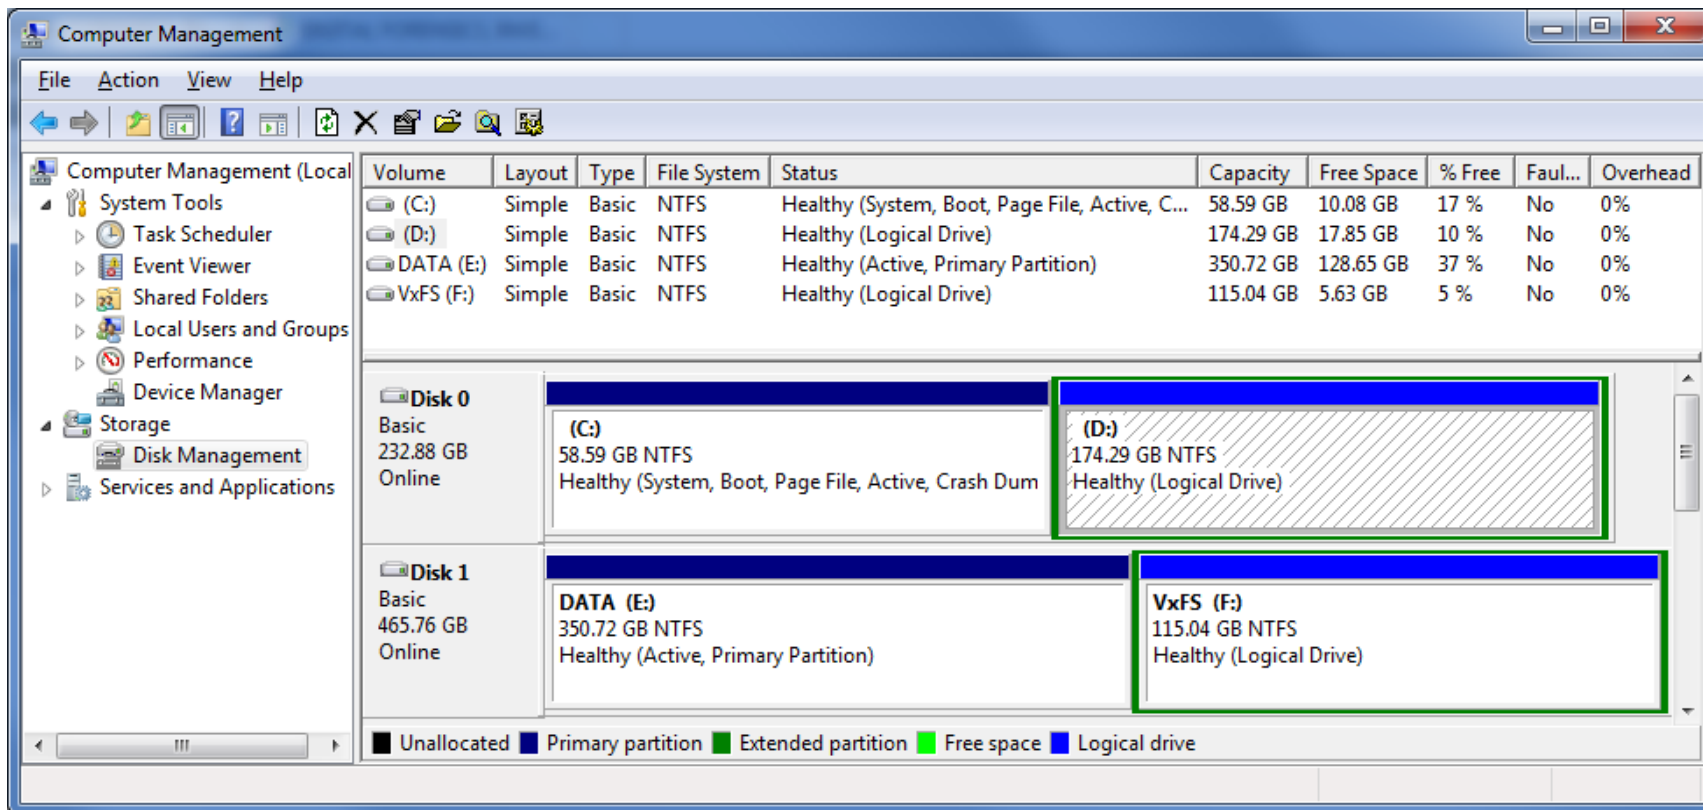 Computer Management
File Action View Help
Computer Management (Local
System Tools
Task Scheduler
Event Viewer
Shared Folders
Local Users and Groups
Performance
Device Manager
Storage
Disk Management
Services and Applications
Volume Layout Type File System Status Capacity Free Space % Free Faul... Overhead
(C:) Simple Basic NTFS Healthy (System, Boot, Page File, Active, C... 58.59 GB 10.08 GB 17 % No 0%
(D:) Simple Basic NTFS Healthy (Logical Drive) 174.29 GB 17.85 GB 10 % No 0%
DATA (E:) Simple Basic NTFS Healthy (Active, Primary Partition) 350.72 GB 128.65 GB 37 % No 0%
VxFS (F:) Simple Basic NTFS Healthy (Logical Drive) 115.04 GB 5.63 GB 5 % No 0%
Disk 0
Basic
232.88 GB
Online
(C:)
58.59 GB NTFS
Healthy (System, Boot, Page File, Active, Crash Dum
(D:)
174.29 GB NTFS
Healthy (Logical Drive)
Disk 1
Basic
465.76 GB
Online
DATA (E:)
350.72 GB NTFS
Healthy (Active, Primary Partition)
VxFS (F:)
115.04 GB NTFS
Healthy (Logical Drive)
Unallocated Primary partition Extended partition Free space Logical drive